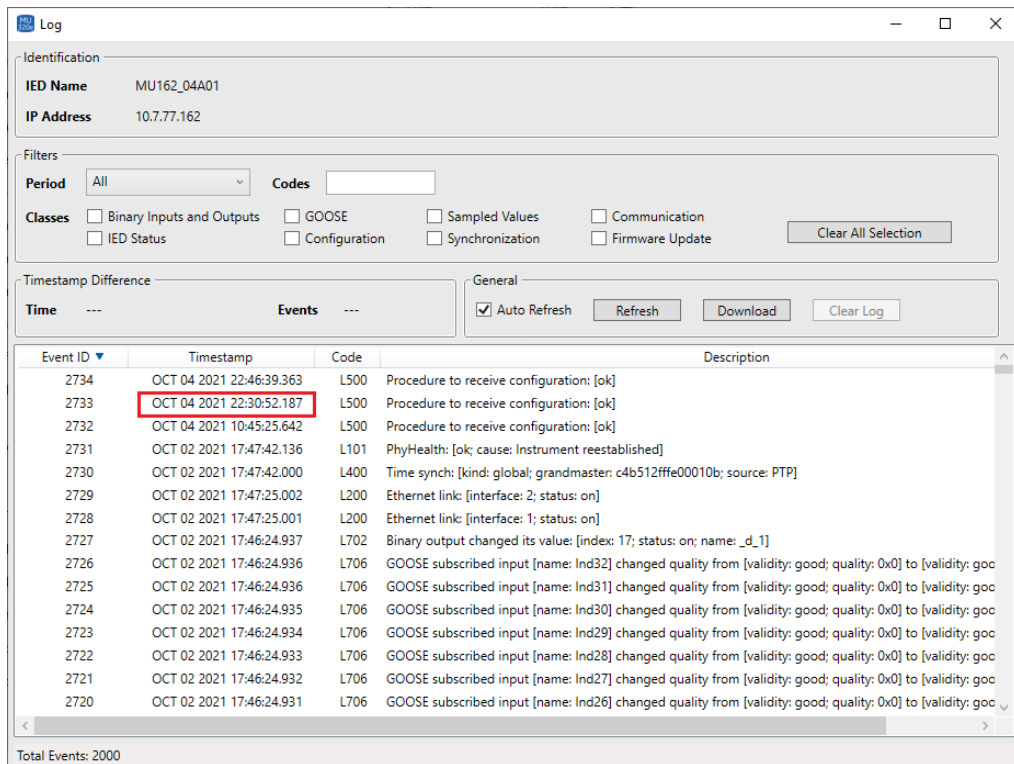 MU 320e Log
Identification
IED Name MU162_04A01
IP Address 10.7.77.162
Filters
Period All Codes
Classes Binary Inputs and Outputs GOOSE Sampled Values Communication
IED Status Configuration Synchronization Firmware Update Clear All Selection
Timestamp Difference General
Time --- Events --- Auto Refresh Refresh Download Clear Log
Event ID Timestamp Code Description
2734 OCT 04 2021 22:46:39.363 L500 Procedure to receive configuration: [ok]
2733 OCT 04 2021 22:30:52.187 L500 Procedure to receive configuration: [ok]
2732 OCT 04 2021 10:45:25.642 L500 Procedure to receive configuration: [ok]
2731 OCT 02 2021 17:47:42.136 L101 PhyHealth: [ok; cause: Instrument reestablished]
2730 OCT 02 2021 17:47:42.000 L400 Time synch: [kind: global; grandmaster: c4b512fffe00010b; source: PTP]
2729 OCT 02 2021 17:47:25.002 L200 Ethernet link: [interface: 2; status: on]
2728 OCT 02 2021 17:47:25.001 L200 Ethernet link: [interface: 1; status: on]
2727 OCT 02 2021 17:46:24.937 L702 Binary output changed its value: [index: 17; status: on; name: _d_1]
2726 OCT 02 2021 17:46:24.936 L706 GOOSE subscribed input [name: Ind32] changed quality from [validity: good; quality: 0x0] to [validity: goo
2725 OCT 02 2021 17:46:24.936 L706 GOOSE subscribed input [name: Ind31] changed quality from [validity: good; quality: 0x0] to [validity: goo
2724 OCT 02 2021 17:46:24.935 L706 GOOSE subscribed input [name: Ind30] changed quality from [validity: good; quality: 0x0] to [validity: goo
2723 OCT 02 2021 17:46:24.934 L706 GOOSE subscribed input [name: Ind29] changed quality from [validity: good; quality: 0x0] to [validity: goo
2722 OCT 02 2021 17:46:24.933 L706 GOOSE subscribed input [name: Ind28] changed quality from [validity: good; quality: 0x0] to [validity: goo
2721 OCT 02 2021 17:46:24.932 L706 GOOSE subscribed input [name: Ind27] changed quality from [validity: good; quality: 0x0] to [validity: goo
2720 OCT 02 2021 17:46:24.931 L706 GOOSE subscribed input [name: Ind26] changed quality from [validity: good; quality: 0x0] to [validity: goo
Total Events: 2000